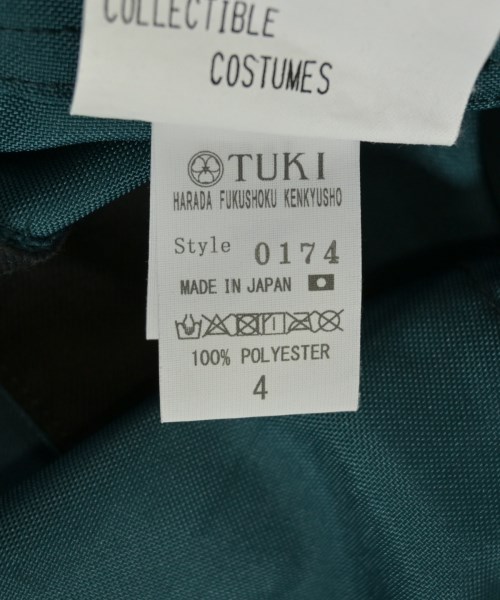 COLLECTIBLE
COSTUMES
TUKI
HARADA FUKUSHOKU KENKYUSHO
Style 0174
MADE IN JAPAN
100% POLYESTER
4